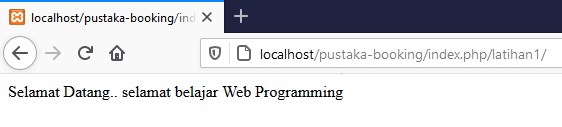 localhost/pustaka-booking/ind
localhost/pustaka-booking/index.php/latihan1/
Selamat Datang.. selamat belajar Web Programming